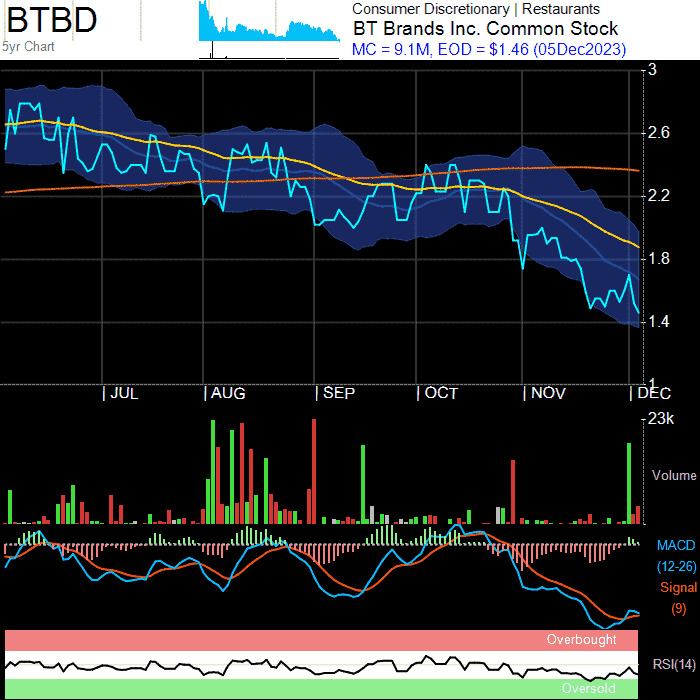 BTBD
5yr Chart
Consumer Discretionary | Restaurants
BT Brands Inc. Common Stock
MC = 9.1M, EOD = $1.46 (05Dec2023)
3
2.6
2.2
1.8
1.4
1
JUL AUG SEP OCT NOV DEC
23k
Volume
MACD
(12-26)
Signal
(9)
Overbought
RSI(14)
Oversold